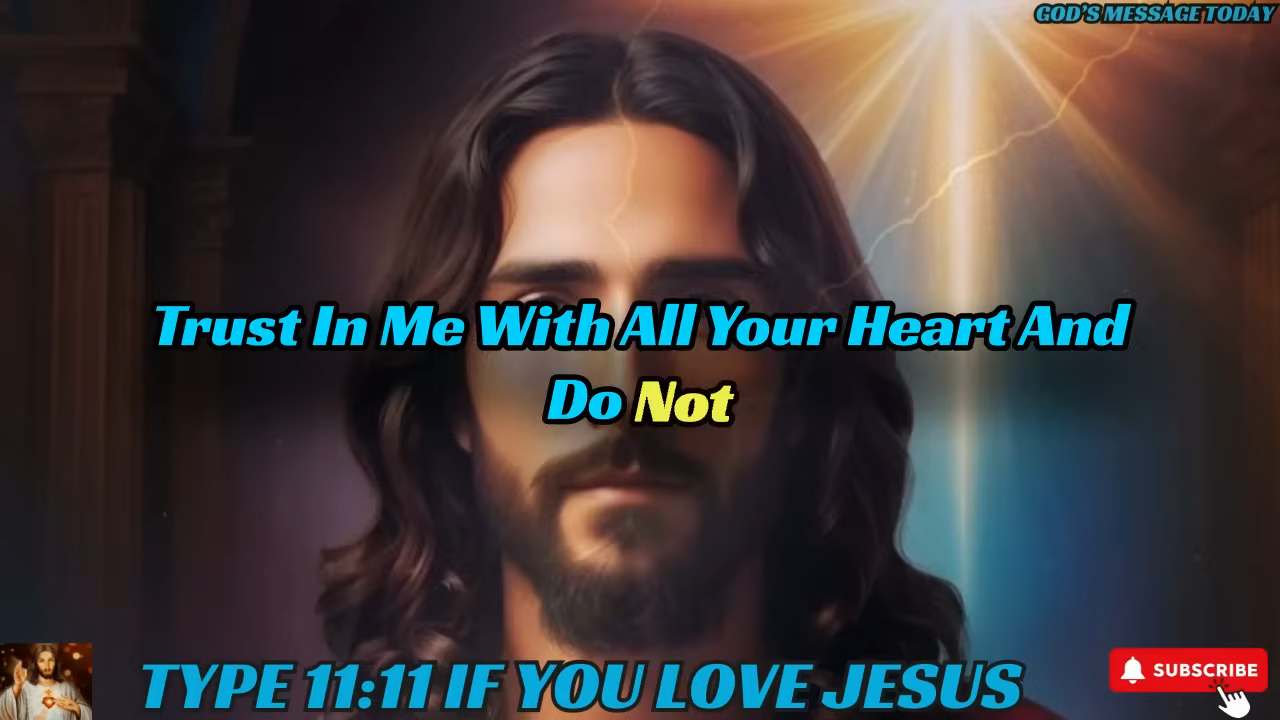 GOD'S MESSAGE TODAY
Trust In Me With All Your Heart And
Do Not
TYPE 11:11 IF YOU LOVE JESUS
SUBSCRIBE